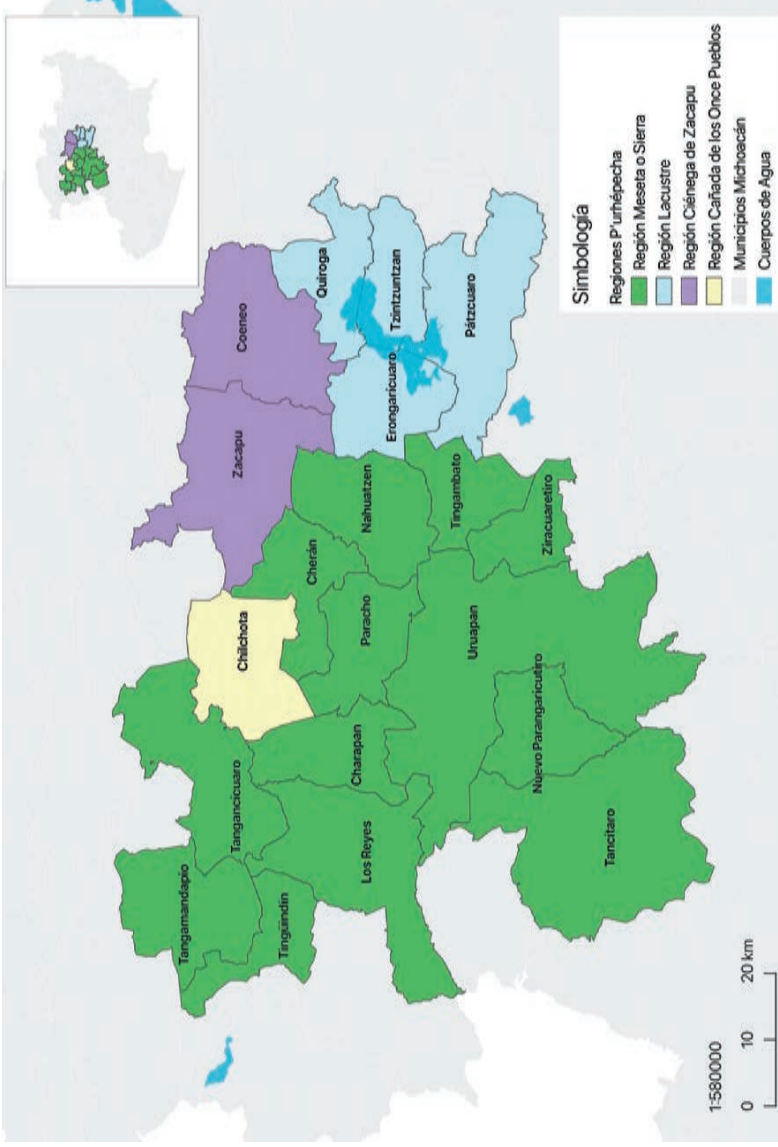 Simbología
Regiones P'urhépecha
Región Meseta o Sierra
Región Lacustre
Región Ciénega de Zacapu
Región Cañada de los Once Pueblos
Municipios Michoacán
Cuerpos de Agua
Tangamandapio
Tangancícuaro
Tingüindín
Los Reyes
Charapan
Chilchota
Cherán
Paracho
Zacapu
Coeneo
Nahuatzen
Quiroga
Tzintzuntzan
Erongarícuaro
Pátzcuaro
Tingambato
Ziracuaretiro
Uruapan
Nuevo Parangaricutiro
Tancítaro
1:580000
0 10 20 km